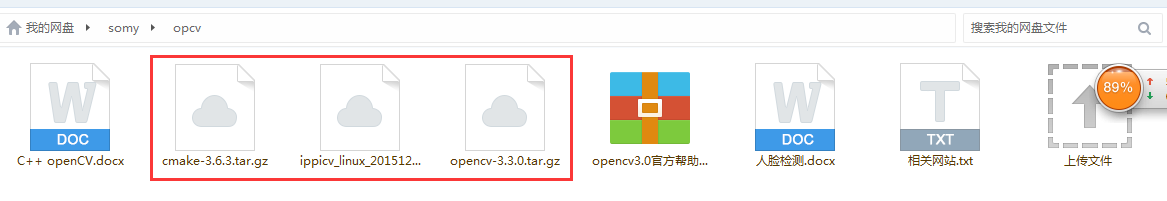 我的网盘 somy opcv 搜索我的网盘文件
W W T
DOC DOC TXT
89%
C++ openCV.docx cmake-3.6.3.tar.gz ippicv_linux_201512... opencv-3.3.0.tar.gz opencv3.0官方帮助... 人脸检测.docx 相关网站.txt 上传文件